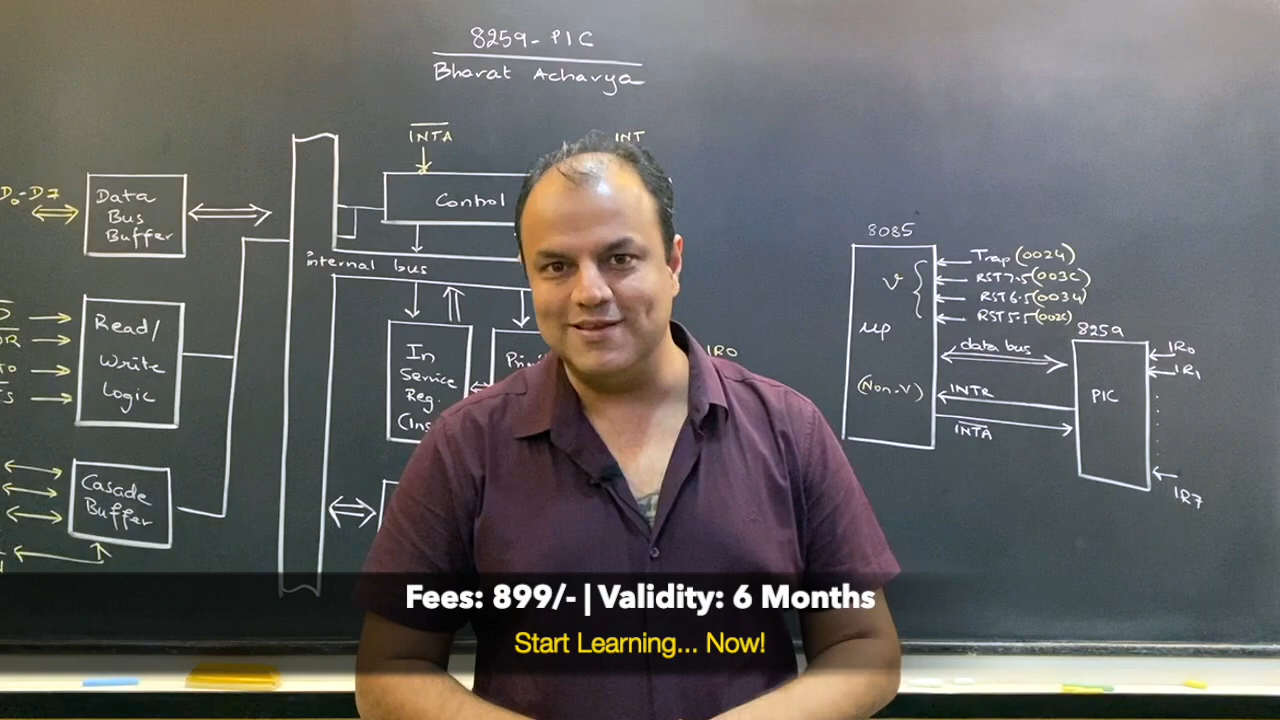 8259-PIC
Bharat Acharya
INTA
INT
D0-D7
Data
Bus
Buffer
Control
internal bus
Read/
Write
Logic
In
Service
Reg.
IR0
Cascade
Buffer
8085
Trap (0024)
RST7.5 (003C)
RST6.5 (0034)
RST5.5 (002C)
V
μp
(Non-V)
data bus
INTR
INTA
8259
PIC
IR0
IR1
IR7
Fees: 899/- | Validity: 6 Months
Start Learning... Now!